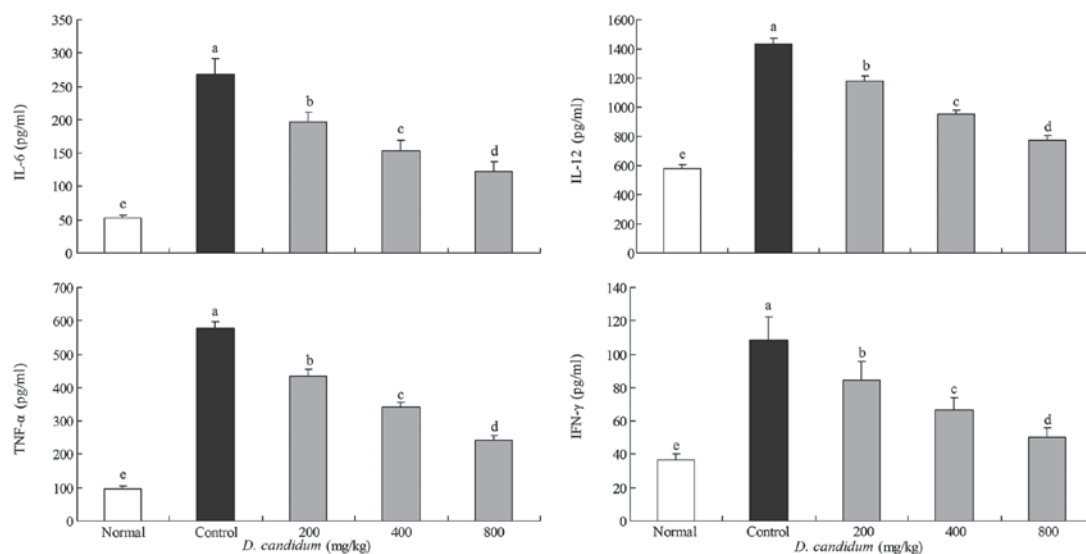 IL-6 (pg/ml)
350
300
250
200
150
100
50
0
e
a
b
c
d
IL-12 (pg/ml)
1600
1400
1200
1000
800
600
400
200
0
e
a
b
c
d
TNF-α (pg/ml)
700
600
500
400
300
200
100
0
e
a
b
c
d
Normal Control 200 400 800
D. candidum (mg/kg)
IFN-γ (pg/ml)
140
120
100
80
60
40
20
0
e
a
b
c
d
Normal Control 200 400 800
D. candidum (mg/kg)